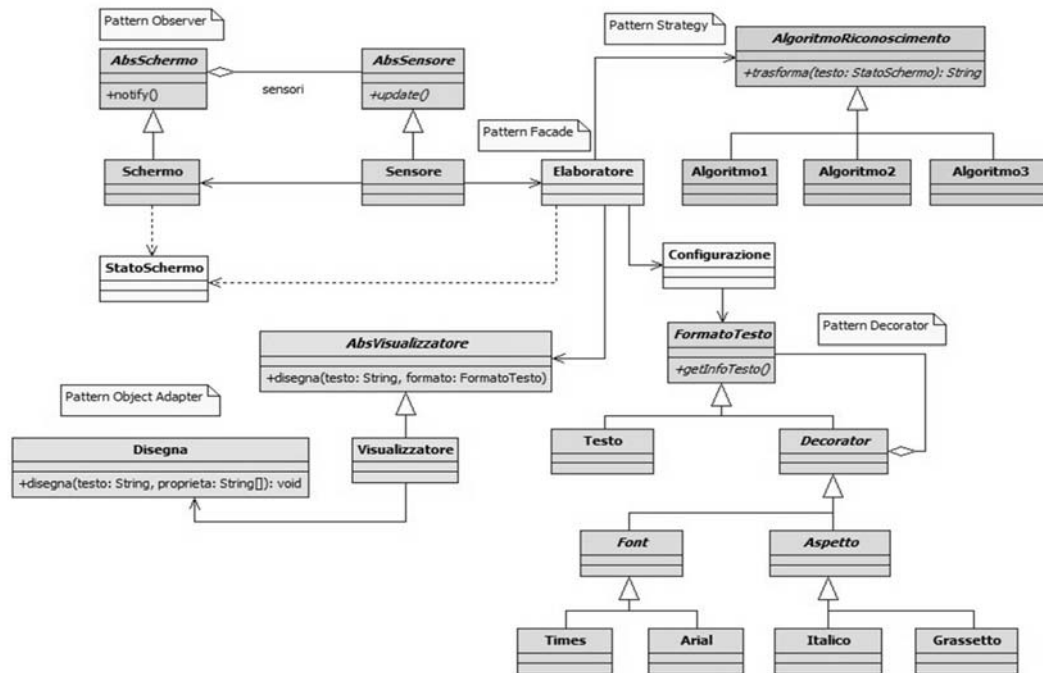 Pattern Observer
Pattern Strategy
AlgoritmoRiconoscimento
+trasforma(testo: StatoSchermo): String
AbsSchermo
+notify()
sensori
AbsSensore
+update()
Pattern Facade
Schermo
Sensore
Elaboratore
Algoritmo1
Algoritmo2
Algoritmo3
StatoSchermo
Configurazione
AbsVisualizzatore
+disegna(testo: String, formato: FormatoTesto)
FormatoTesto
+getInfoTesto()
Pattern Decorator
Pattern Object Adapter
Disegna
+disegna(testo: String, proprieta: String[]): void
Visualizzatore
Testo
Decorator
Font
Aspetto
Times
Arial
Italico
Grassetto